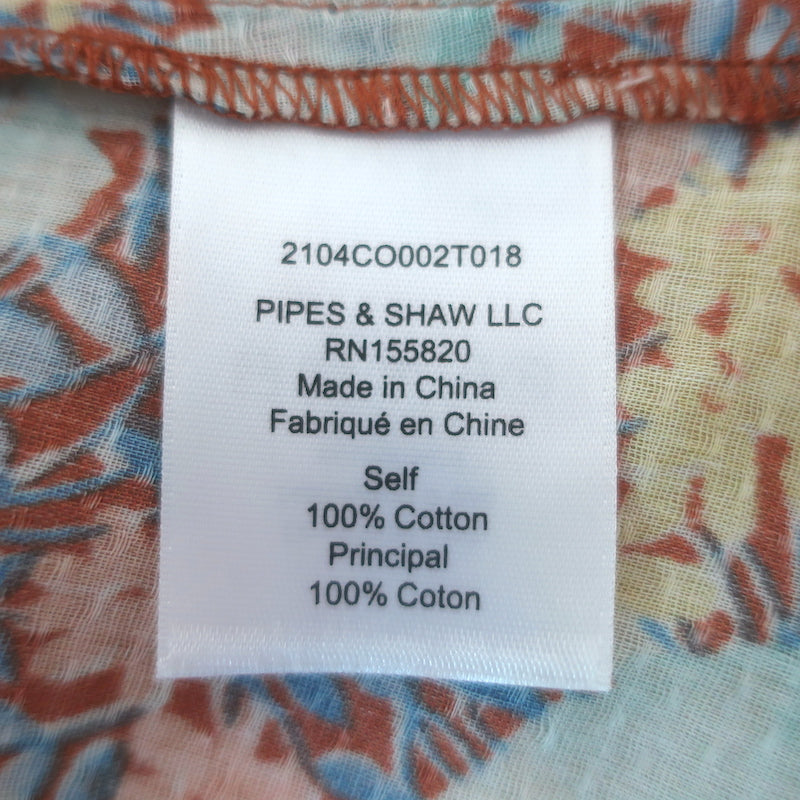 2104CO002T018
PIPES & SHAW LLC
RN155820
Made in China
Fabriqué en Chine
Self
100% Cotton
Principal
100% Coton